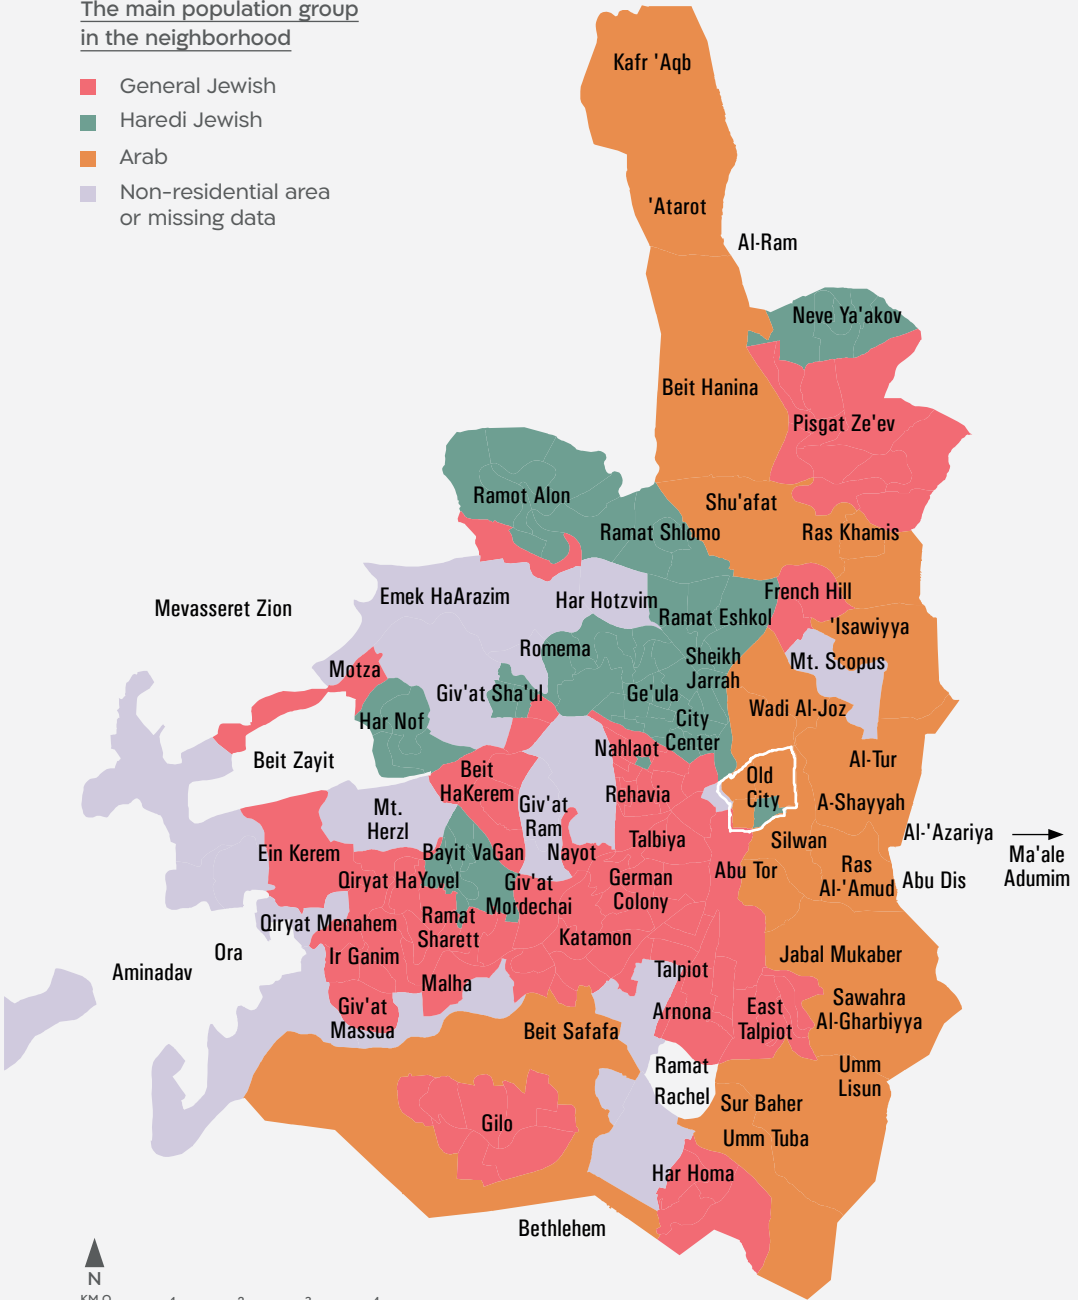 The main population group
in the neighborhood
General Jewish
Haredi Jewish
Arab
Non-residential area
or missing data
Kafr 'Aqb
'Atarot
Al-Ram
Neve Ya'akov
Beit Hanina
Pisgat Ze'ev
Ramot Alon
Shu'afat
Ramat Shlomo
Ras Khamis
Emek HaArazim
Har Hotzvim
French Hill
Mevasseret Zion
Ramat Eshkol
'Isawiyya
Romema
Sheikh
Jarrah
Mt. Scopus
Motza
Giv'at Sha'ul
Ge'ula
Wadi Al-Joz
Har Nof
City
Center
Nahlaot
Beit Zayit
Al-Tur
Beit
HaKerem
Old
City
Rehavia
A-Shayyah
Mt.
Herzl
Giv'at
Ram
Talbiya
Silwan
Al-'Azariya
Ma'ale
Adumim
Ein Kerem
Bayit VaGan
Nayot
Abu Tor
Ras
Al-'Amud
Abu Dis
Qiryat HaYovel
Giv'at
Mordechai
German
Colony
Qiryat Menahem
Ramat
Sharett
Katamon
Ora
Ir Ganim
Jabal Mukaber
Aminadav
Malha
Talpiot
Giv'at
Massua
Arnona
East
Talpiot
Sawahra
Al-Gharbiyya
Beit Safafa
Ramat
Rachel
Umm
Lisun
Gilo
Sur Baher
Umm Tuba
Har Homa
Bethlehem
N
KM 0